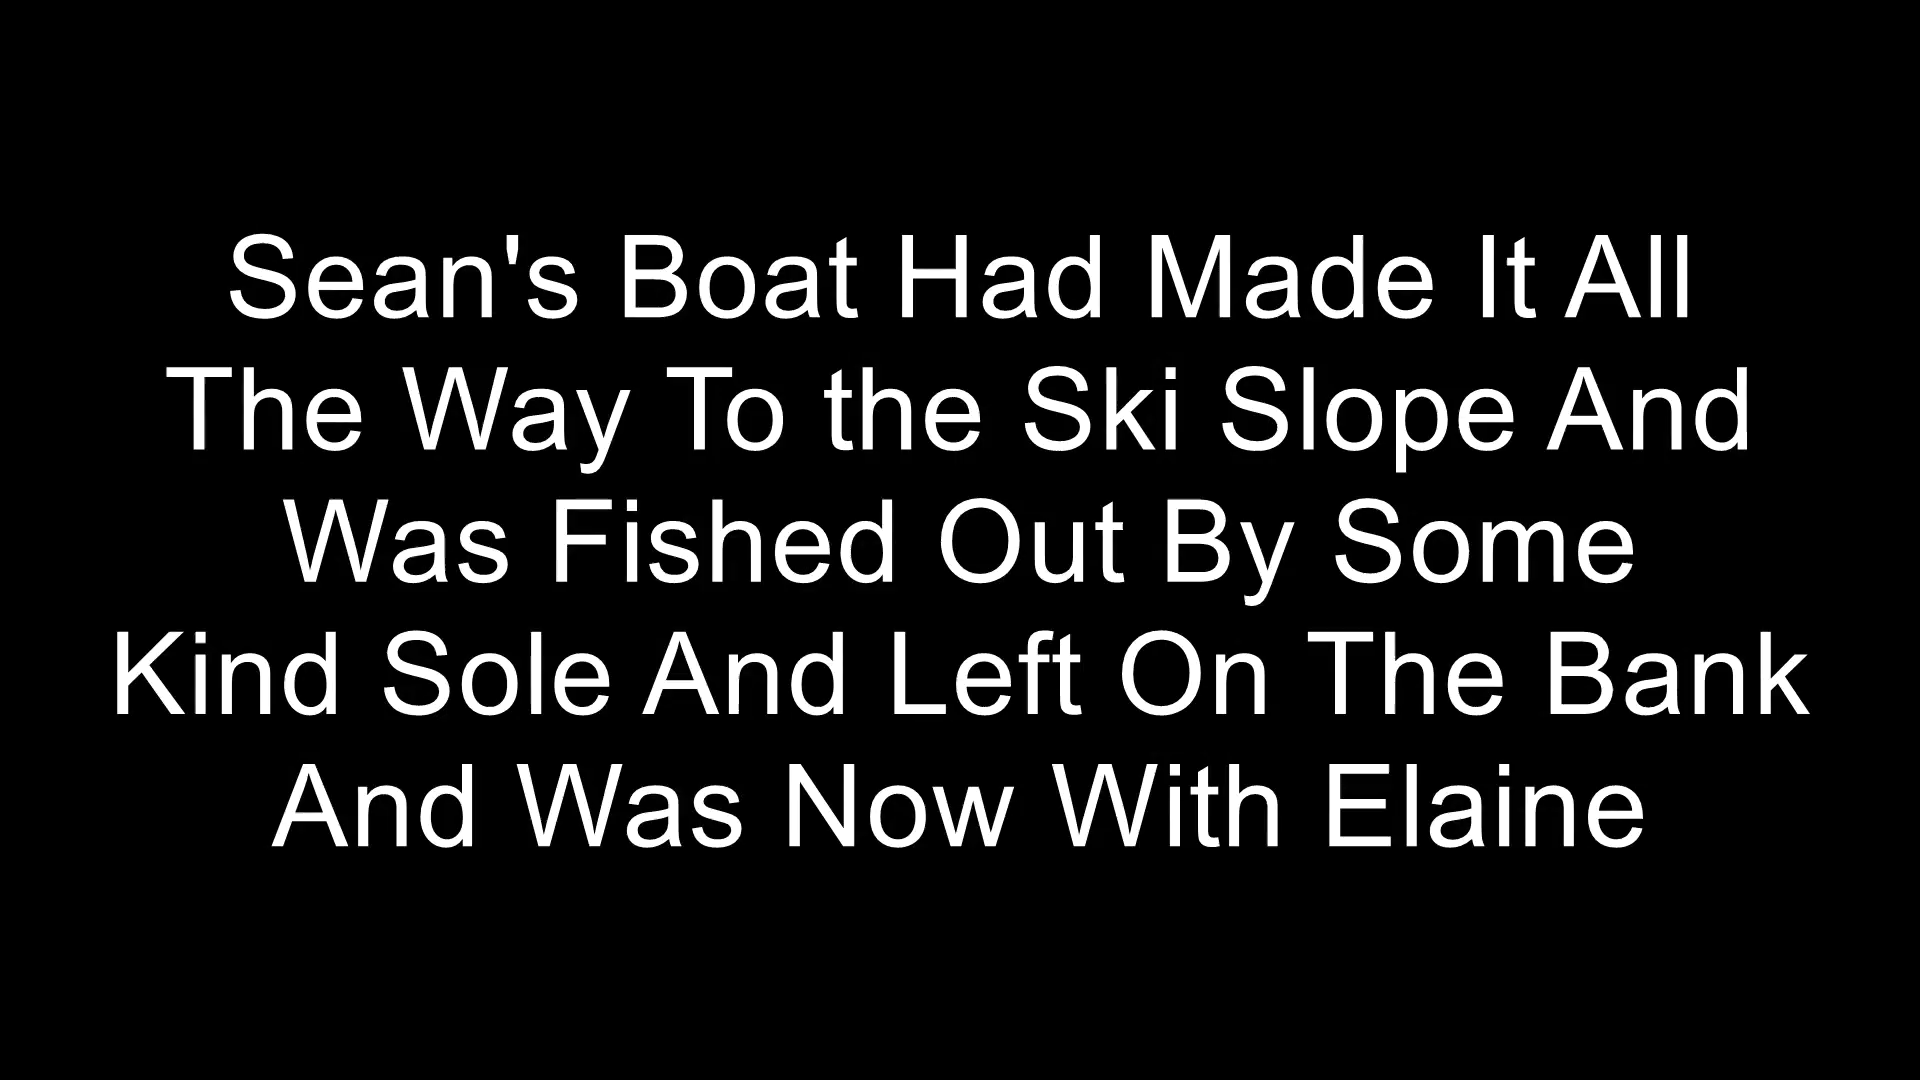 Sean's Boat Had Made It All
The Way To the Ski Slope And
Was Fished Out By Some
Kind Sole And Left On The Bank
And Was Now With Elaine